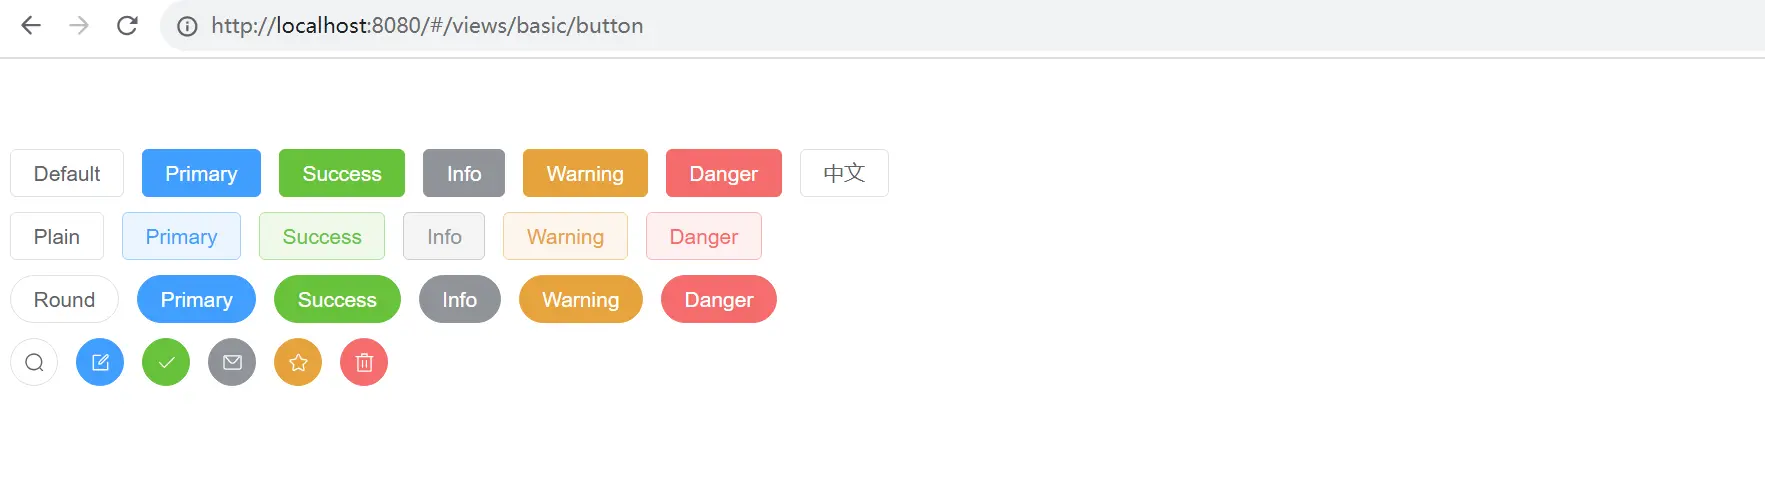 http://localhost:8080/#/views/basic/button
Default Primary Success Info Warning Danger 中文
Plain Primary Success Info Warning Danger
Round Primary Success Info Warning Danger